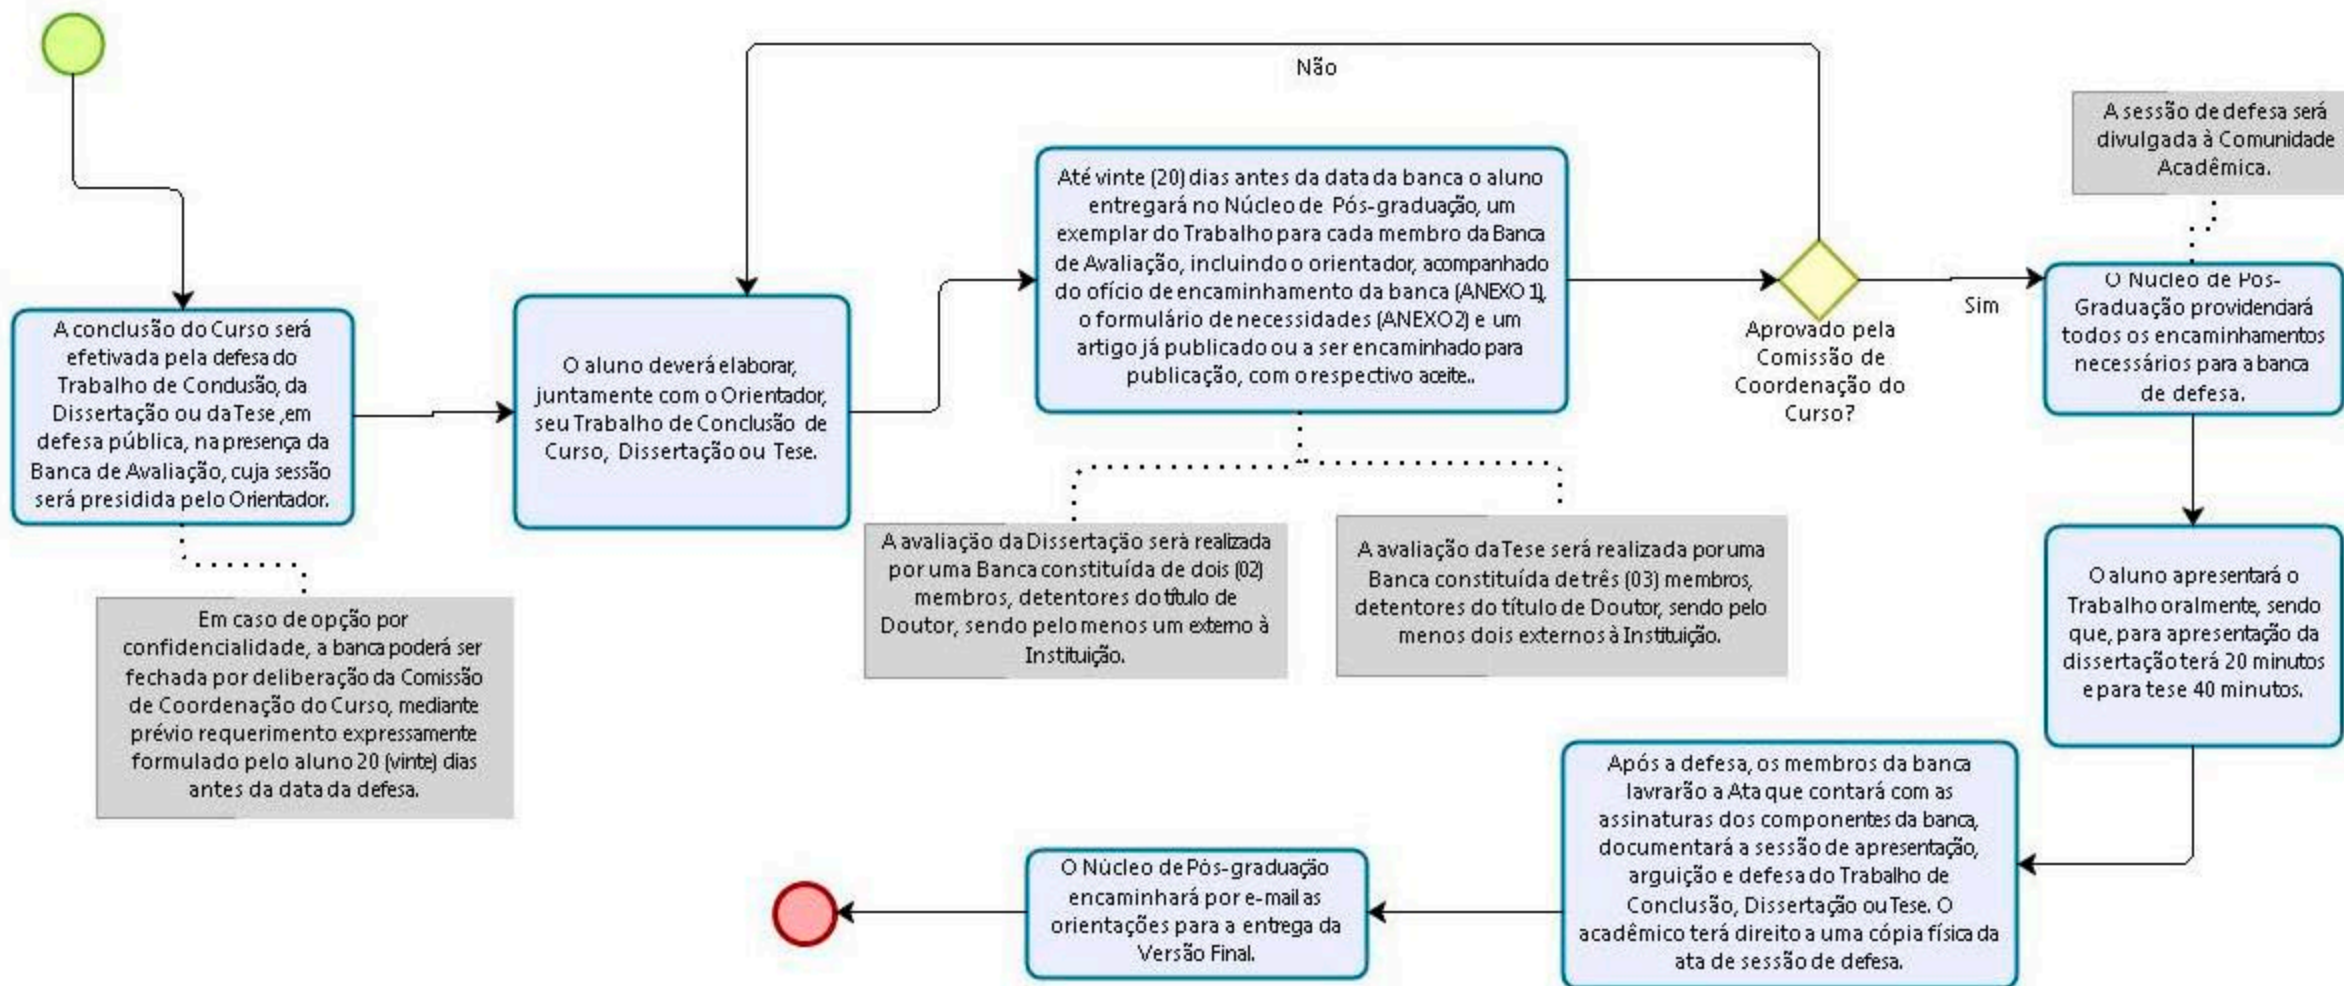 A conclusão do Curso será
efetivada pela defesa do
Trabalho de Conclusão, da
Dissertação ou da Tese ,em
defesa pública, na presença da
Banca de Avaliação, cuja sessão
será presidida pelo Orientador.
Em caso de opção por
confidencialidade, a banca poderá ser
fechada por deliberação da Comissão
de Coordenação do Curso, mediante
prévio requerimento expressamente
formulado pelo aluno 20 (vinte) dias
antes da data da defesa.
O aluno deverá elaborar,
juntamente com o Orientador,
seu Trabalho de Conclusão de
Curso, Dissertação ou Tese.
Não
Até vinte (20) dias antes da data da banca o aluno
entregará no Núcleo de Pós-graduação, um
exemplar do Trabalho para cada membro da Banca
de Avaliação, incluindo o orientador, acompanhado
do ofício de encaminhamento da banca (ANEXO 1),
o formulário de necessidades (ANEXO 2) e um
artigo já publicado ou a ser encaminhado para
publicação, com o respectivo aceite..
A avaliação da Dissertação será realizada
por uma Banca constituída de dois (02)
membros, detentores do título de
Doutor, sendo pelo menos um externo à
Instituição.
A avaliação da Tese será realizada por uma
Banca constituída de três (03) membros,
detentores do título de Doutor, sendo pelo
menos dois externos à Instituição.
Aprovado pela
Comissão de
Coordenação do
Curso?
Sim
A sessão de defesa será
divulgada à Comunidade
Acadêmica.
O Núcleo de Pós-
Graduação providenciará
todos os encaminhamentos
necessários para a banca
de defesa.
O aluno apresentará o
Trabalho oralmente, sendo
que, para apresentação da
dissertação terá 20 minutos
e para tese 40 minutos.
Após a defesa, os membros da banca
lavrarão a Ata que contará com as
assinaturas dos componentes da banca,
documentará a sessão de apresentação,
arguição e defesa do Trabalho de
Conclusão, Dissertação ou Tese. O
acadêmico terá direito a uma cópia física da
ata de sessão de defesa.
O Núcleo de Pós-graduação
encaminhará por e-mail as
orientações para a entrega da
Versão Final.